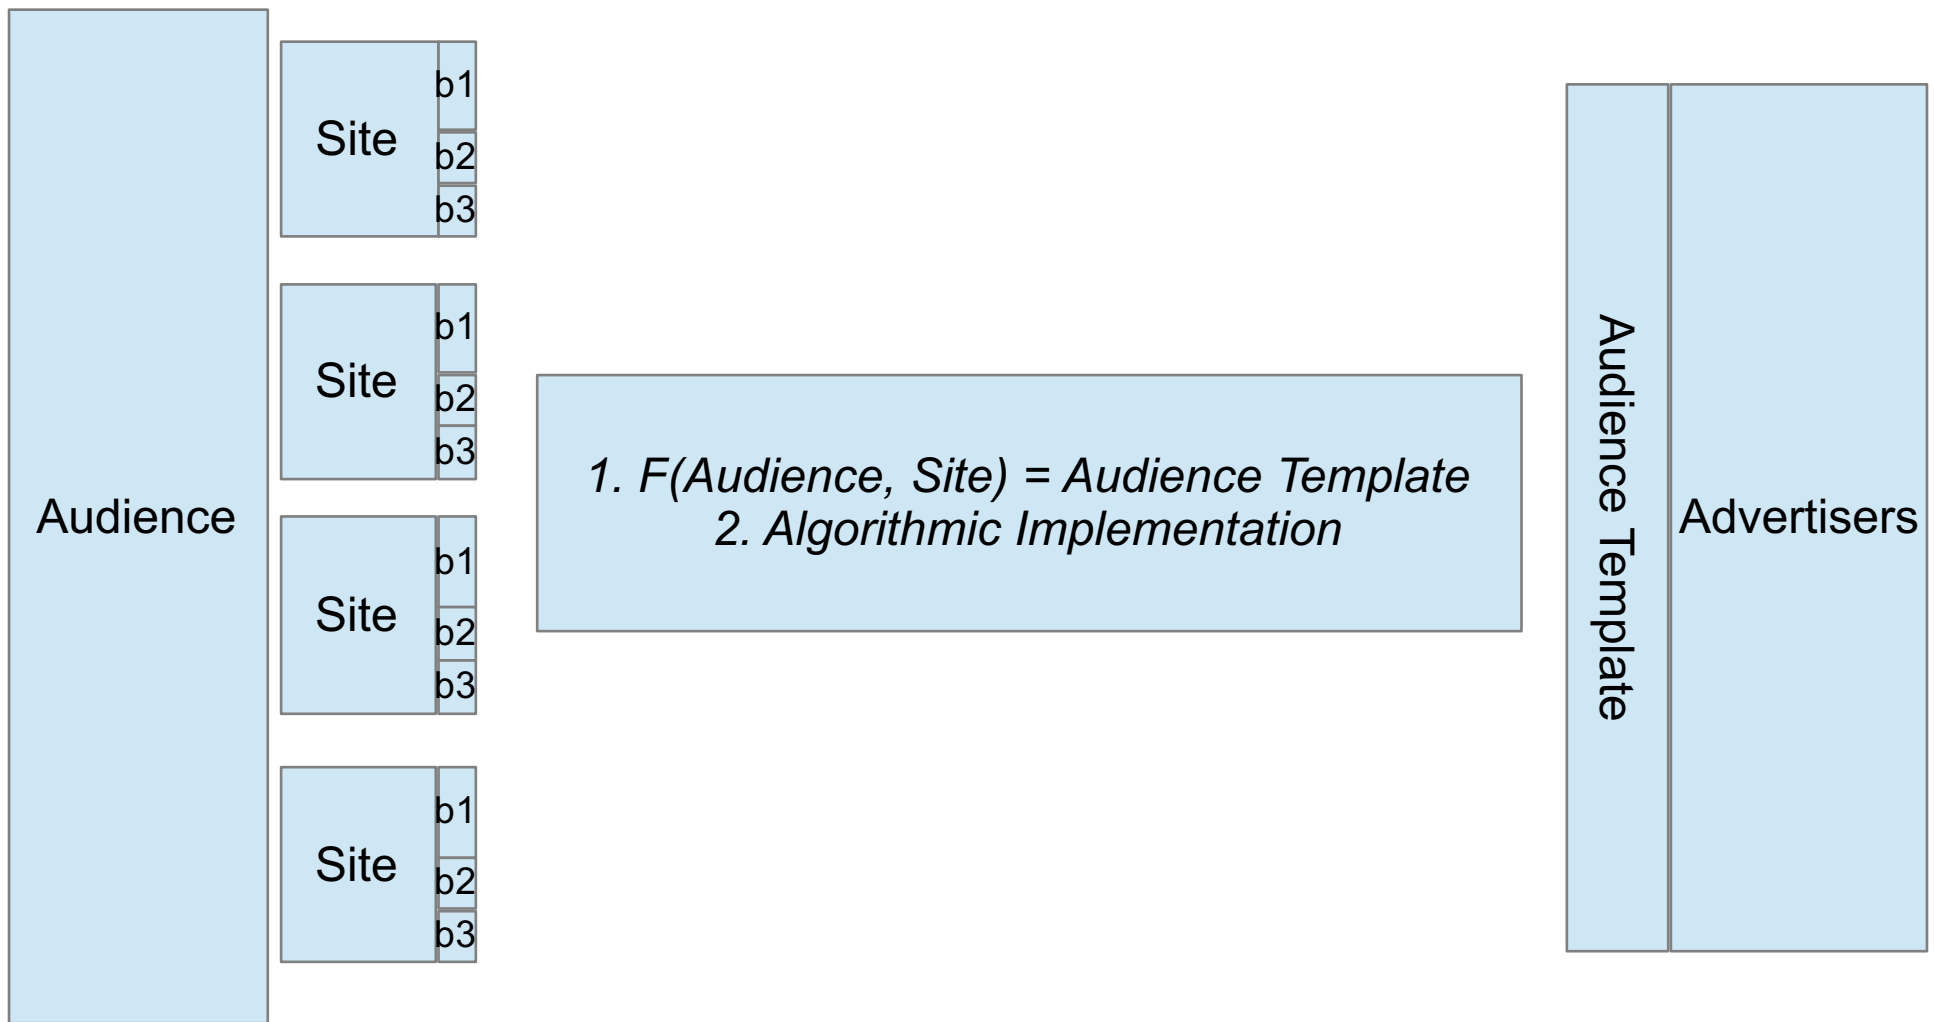 Audience
Site
b1
b2
b3
Site
b1
b2
b3
Site
b1
b2
b3
Site
b1
b2
b3
1. F(Audience, Site) = Audience Template
2. Algorithmic Implementation
Audience Template
Advertisers